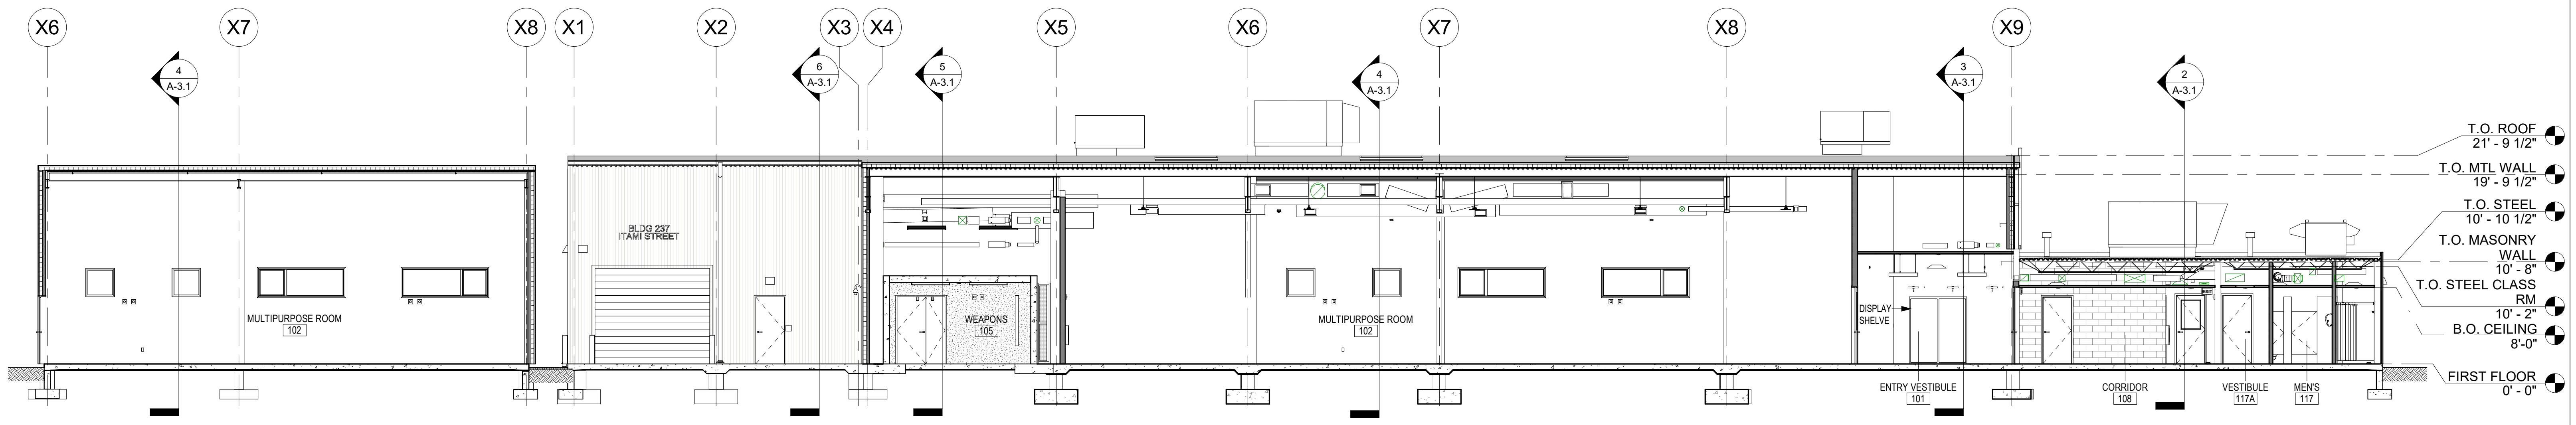 X6
X7
X8
X1
X2
X3
X4
X5
X6
X7
X8
X9
4
A-3.1
6
A-3.1
5
A-3.1
4
A-3.1
3
A-3.1
2
A-3.1
T.O. ROOF
21' - 9 1/2"
T.O. MTL WALL
19' - 9 1/2"
T.O. STEEL
10' - 10 1/2"
T.O. MASONRY
WALL
10' - 8"
T.O. STEEL CLASS
RM
10' - 2"
B.O. CEILING
8'-0"
FIRST FLOOR
0' - 0"
BLDG 237
ITAMI STREET
MULTIPURPOSE ROOM
102
WEAPONS
105
MULTIPURPOSE ROOM
102
DISPLAY
SHELVE
ENTRY VESTIBULE
101
CORRIDOR
108
VESTIBULE
117A
MEN'S
117